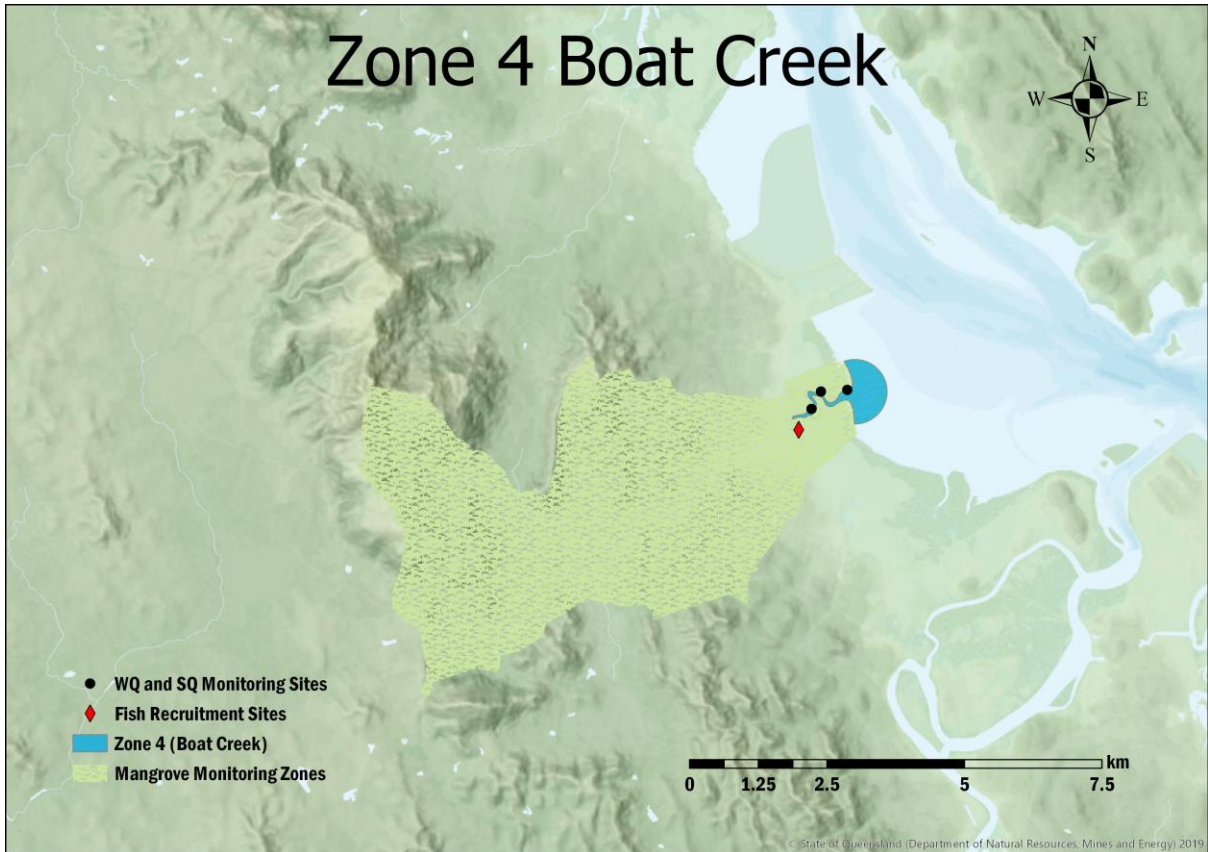 Zone 4 Boat Creek
N
W E
S
WQ and SQ Monitoring Sites
Fish Recruitment Sites
Zone 4 (Boat Creek)
Mangrove Monitoring Zones
km
0 1.25 2.5 5 7.5
© State of Queensland (Department of Natural Resources, Mines and Energy) 2019